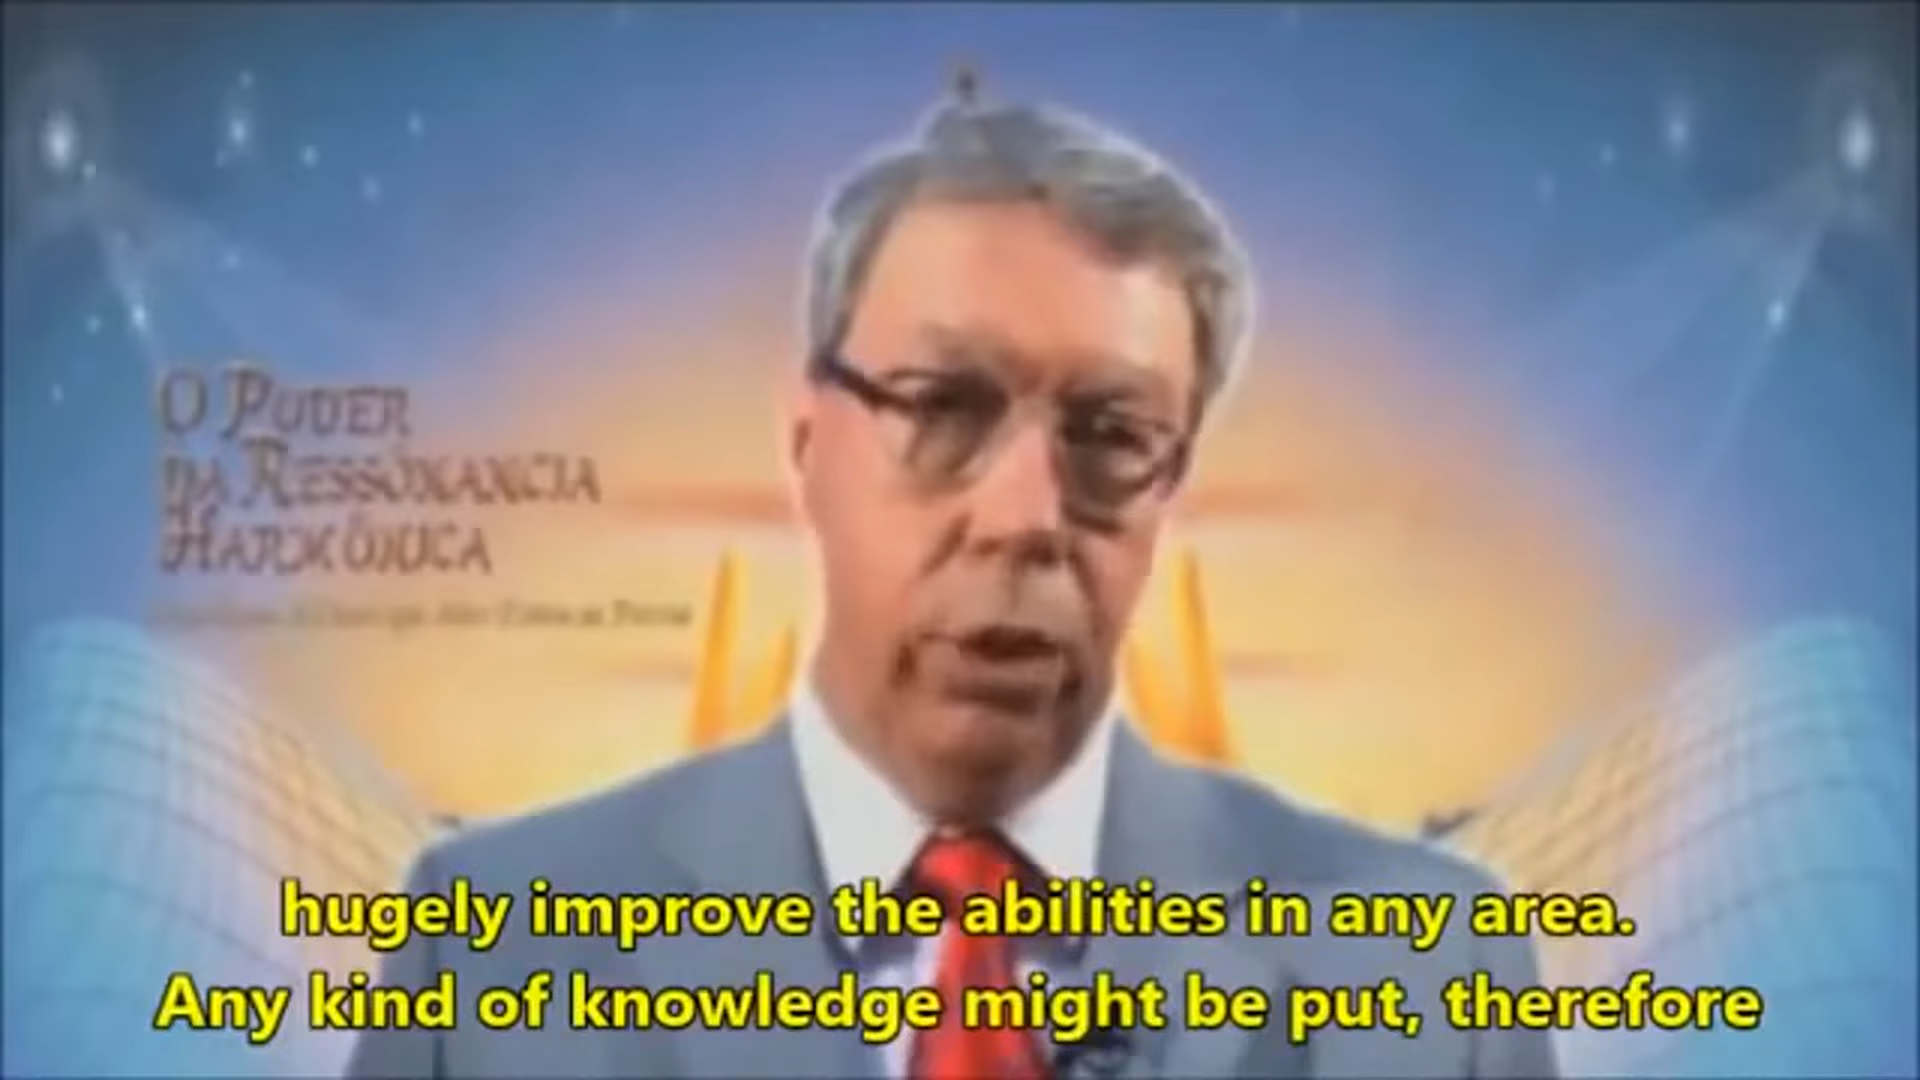 O PODER
DA RESSONANCIA
HARMÔNICA
hugely improve the abilities in any area.
Any kind of knowledge might be put, therefore